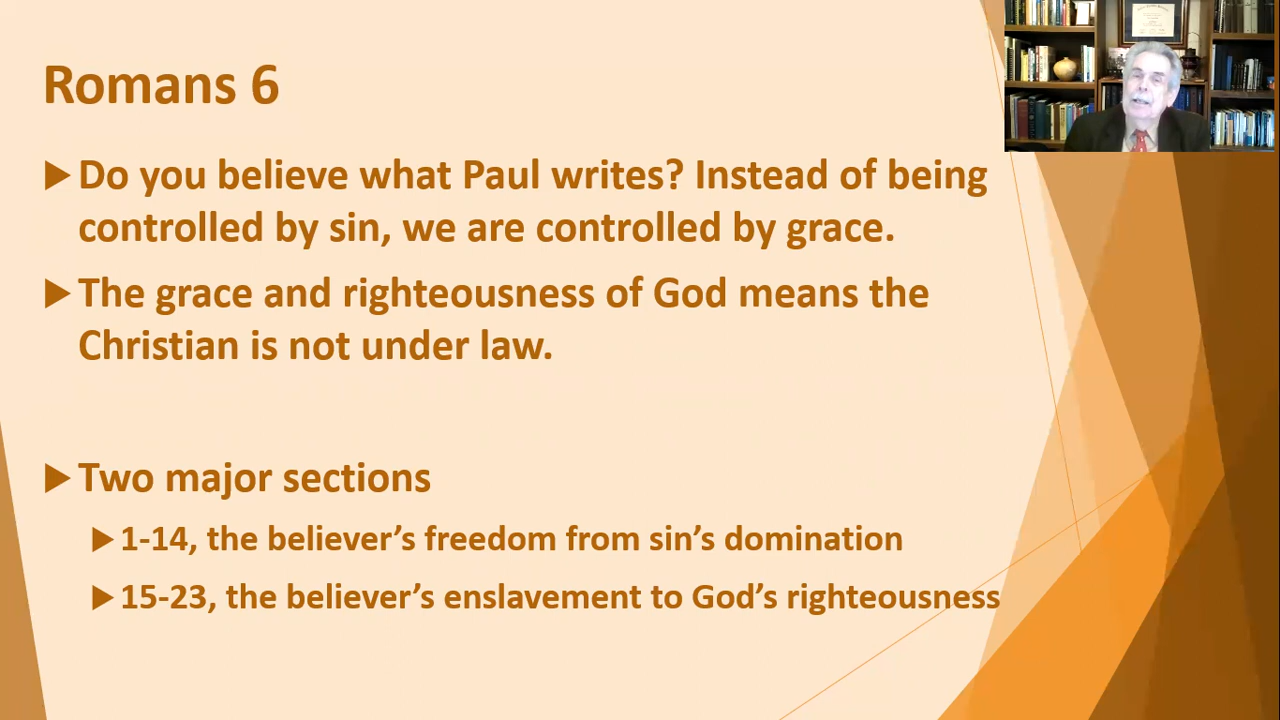 Romans 6
Do you believe what Paul writes? Instead of being
controlled by sin, we are controlled by grace.
The grace and righteousness of God means the
Christian is not under law.
Two major sections
1-14, the believer’s freedom from sin’s domination
15-23, the believer’s enslavement to God’s righteousness